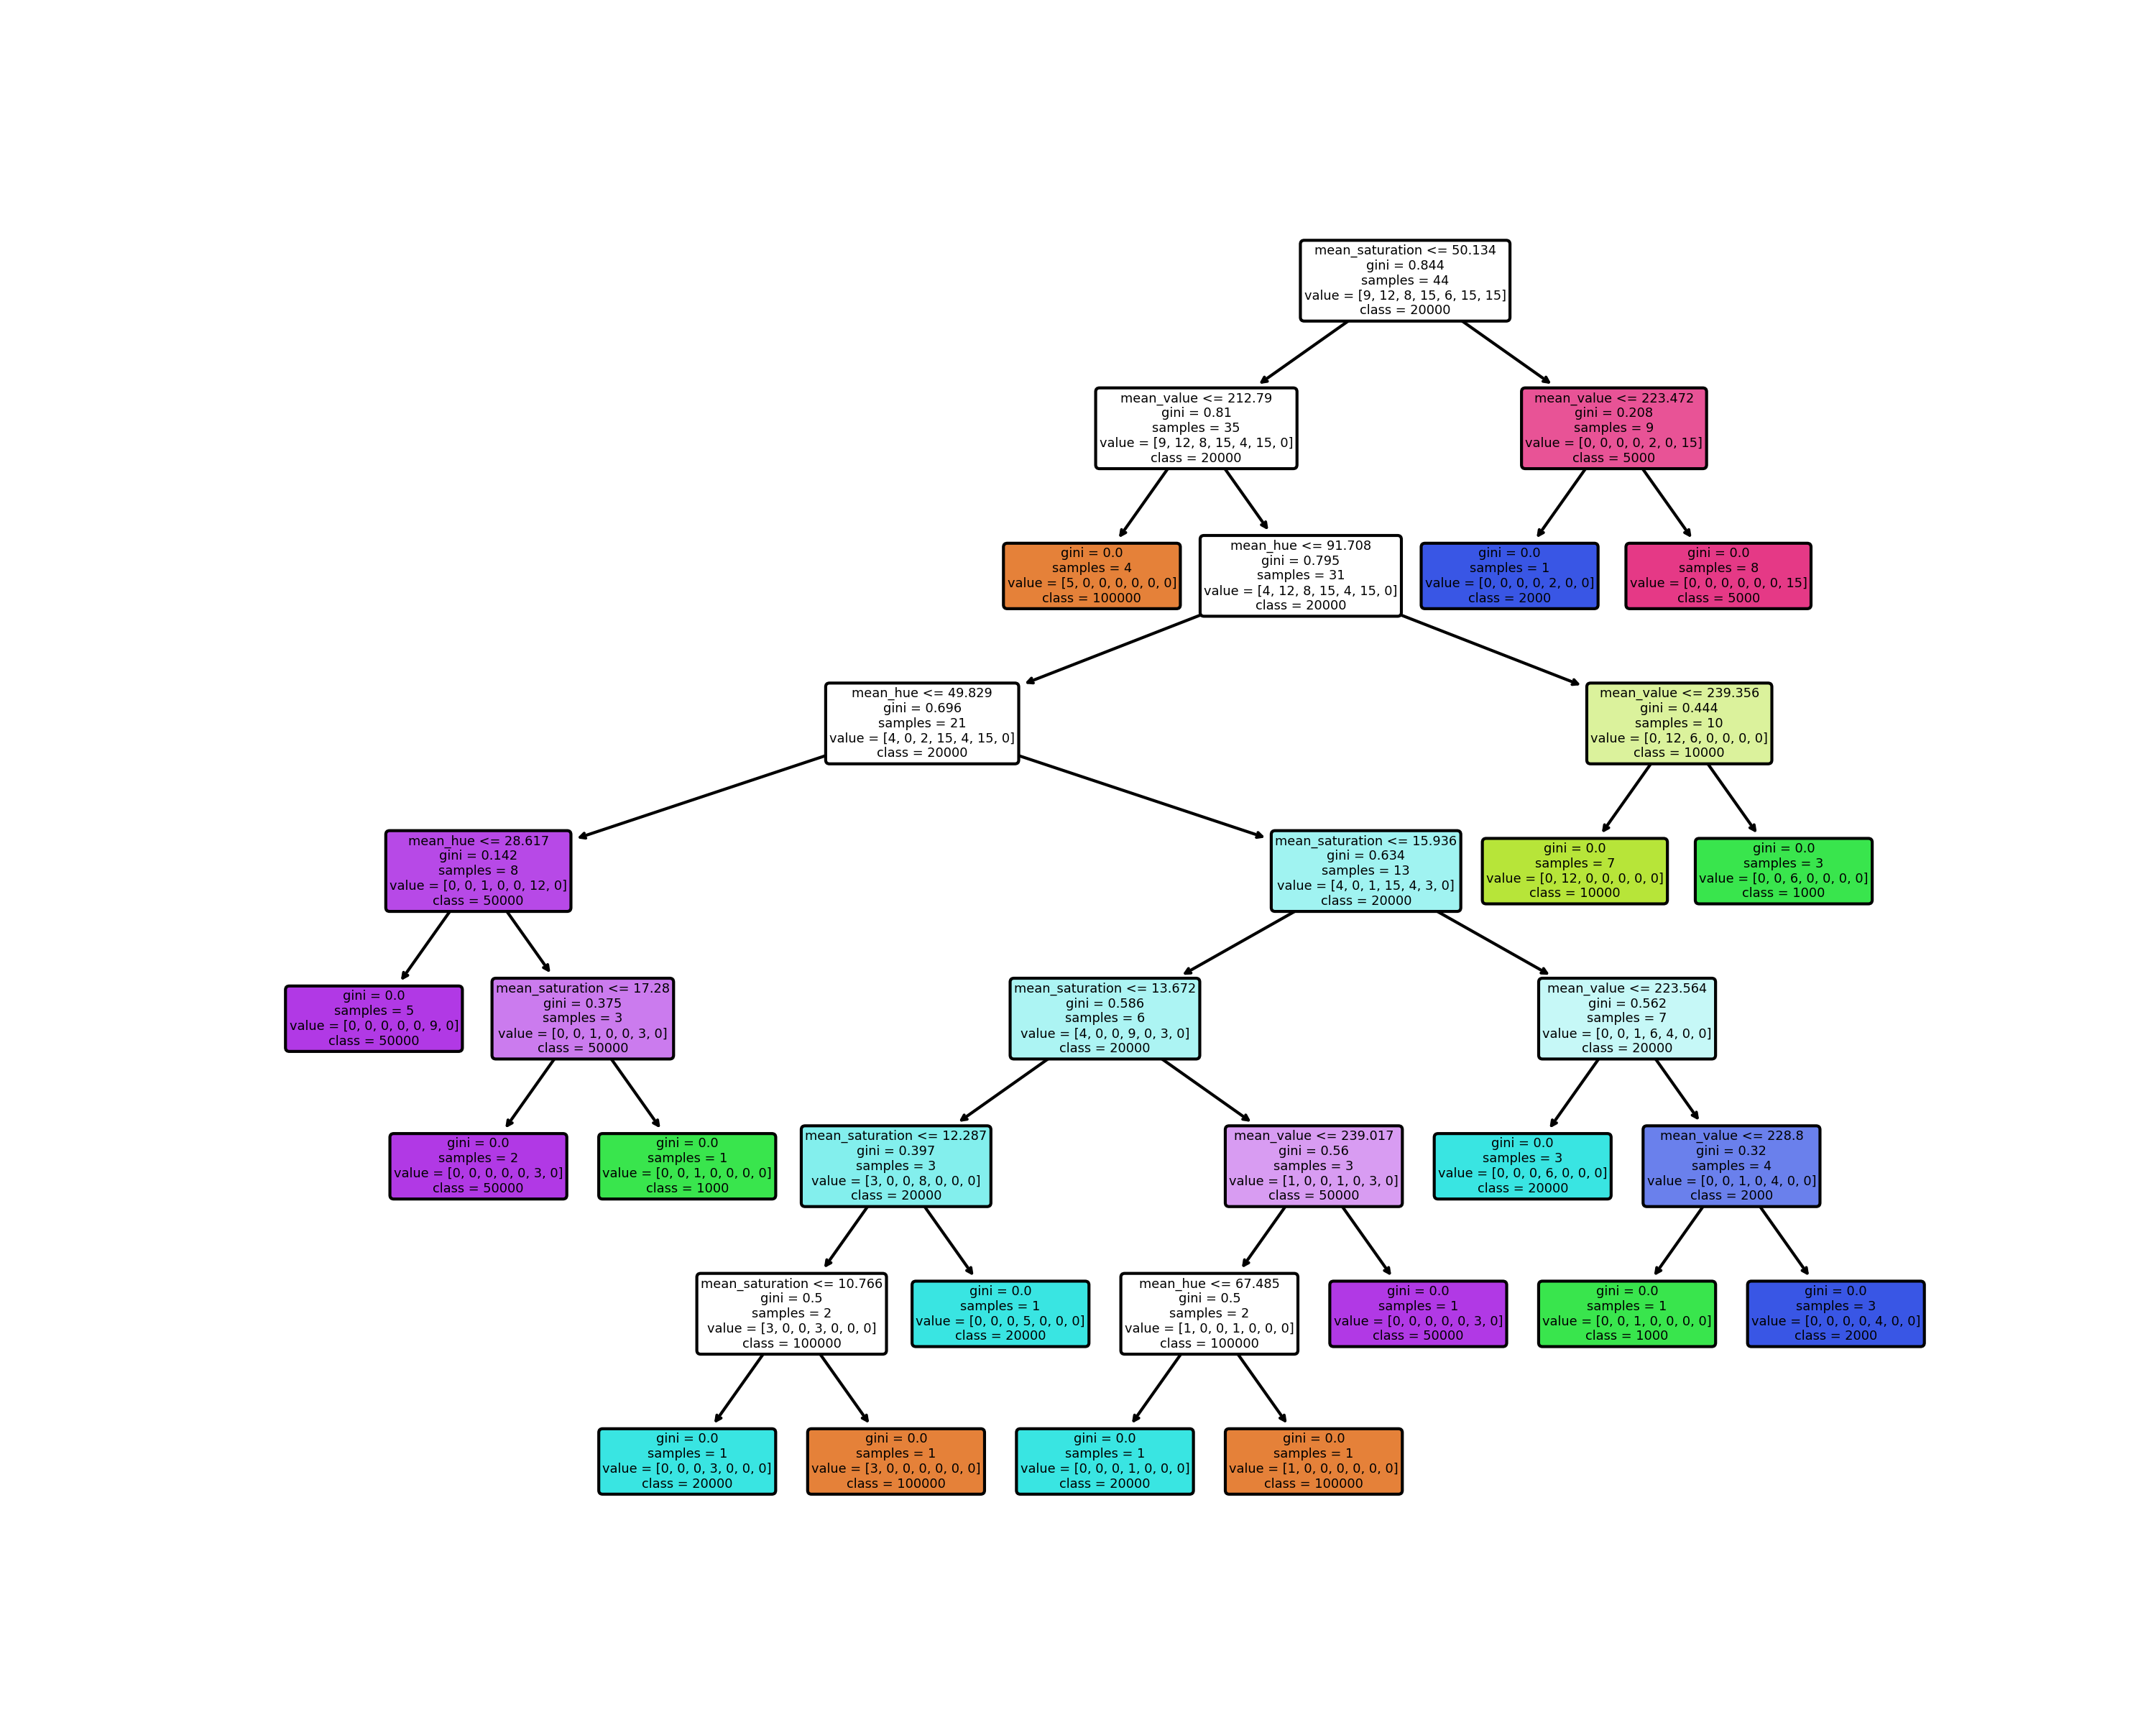 mean_saturation <= 50.134
gini = 0.844
samples = 44
value = [9, 12, 8, 15, 6, 15, 15]
class = 20000
mean_value <= 212.79
gini = 0.81
samples = 35
value = [9, 12, 8, 15, 4, 15, 0]
class = 20000
mean_value <= 223.472
gini = 0.208
samples = 9
value = [0, 0, 0, 0, 2, 0, 15]
class = 5000
gini = 0.0
samples = 4
value = [5, 0, 0, 0, 0, 0, 0]
class = 100000
mean_hue <= 91.708
gini = 0.795
samples = 31
value = [4, 12, 8, 15, 4, 15, 0]
class = 20000
gini = 0.0
samples = 1
value = [0, 0, 0, 0, 2, 0, 0]
class = 2000
gini = 0.0
samples = 8
value = [0, 0, 0, 0, 0, 0, 15]
class = 5000
mean_hue <= 49.829
gini = 0.696
samples = 21
value = [4, 0, 2, 15, 4, 15, 0]
class = 20000
mean_value <= 239.356
gini = 0.444
samples = 10
value = [0, 12, 6, 0, 0, 0, 0]
class = 10000
mean_hue <= 28.617
gini = 0.142
samples = 8
value = [0, 0, 1, 0, 0, 12, 0]
class = 50000
mean_saturation <= 15.936
gini = 0.634
samples = 13
value = [4, 0, 1, 15, 4, 3, 0]
class = 20000
gini = 0.0
samples = 7
value = [0, 12, 0, 0, 0, 0, 0]
class = 10000
gini = 0.0
samples = 3
value = [0, 0, 6, 0, 0, 0, 0]
class = 1000
gini = 0.0
samples = 5
value = [0, 0, 0, 0, 0, 9, 0]
class = 50000
mean_saturation <= 17.28
gini = 0.375
samples = 3
value = [0, 0, 1, 0, 0, 3, 0]
class = 50000
mean_saturation <= 13.672
gini = 0.586
samples = 6
value = [4, 0, 0, 9, 0, 3, 0]
class = 20000
mean_value <= 223.564
gini = 0.562
samples = 7
value = [0, 0, 1, 6, 4, 0, 0]
class = 20000
gini = 0.0
samples = 2
value = [0, 0, 0, 0, 0, 3, 0]
class = 50000
gini = 0.0
samples = 1
value = [0, 0, 1, 0, 0, 0, 0]
class = 1000
mean_saturation <= 12.287
gini = 0.397
samples = 3
value = [3, 0, 0, 8, 0, 0, 0]
class = 20000
mean_value <= 239.017
gini = 0.56
samples = 3
value = [1, 0, 0, 1, 0, 3, 0]
class = 50000
gini = 0.0
samples = 3
value = [0, 0, 0, 6, 0, 0, 0]
class = 20000
mean_value <= 228.8
gini = 0.32
samples = 4
value = [0, 0, 1, 0, 4, 0, 0]
class = 2000
mean_saturation <= 10.766
gini = 0.5
samples = 2
value = [3, 0, 0, 3, 0, 0, 0]
class = 100000
gini = 0.0
samples = 1
value = [0, 0, 0, 5, 0, 0, 0]
class = 20000
mean_hue <= 67.485
gini = 0.5
samples = 2
value = [1, 0, 0, 1, 0, 0, 0]
class = 100000
gini = 0.0
samples = 1
value = [0, 0, 0, 0, 0, 3, 0]
class = 50000
gini = 0.0
samples = 1
value = [0, 0, 1, 0, 0, 0, 0]
class = 1000
gini = 0.0
samples = 3
value = [0, 0, 0, 0, 4, 0, 0]
class = 2000
gini = 0.0
samples = 1
value = [0, 0, 0, 3, 0, 0, 0]
class = 20000
gini = 0.0
samples = 1
value = [3, 0, 0, 0, 0, 0, 0]
class = 100000
gini = 0.0
samples = 1
value = [0, 0, 0, 1, 0, 0, 0]
class = 20000
gini = 0.0
samples = 1
value = [1, 0, 0, 0, 0, 0, 0]
class = 100000